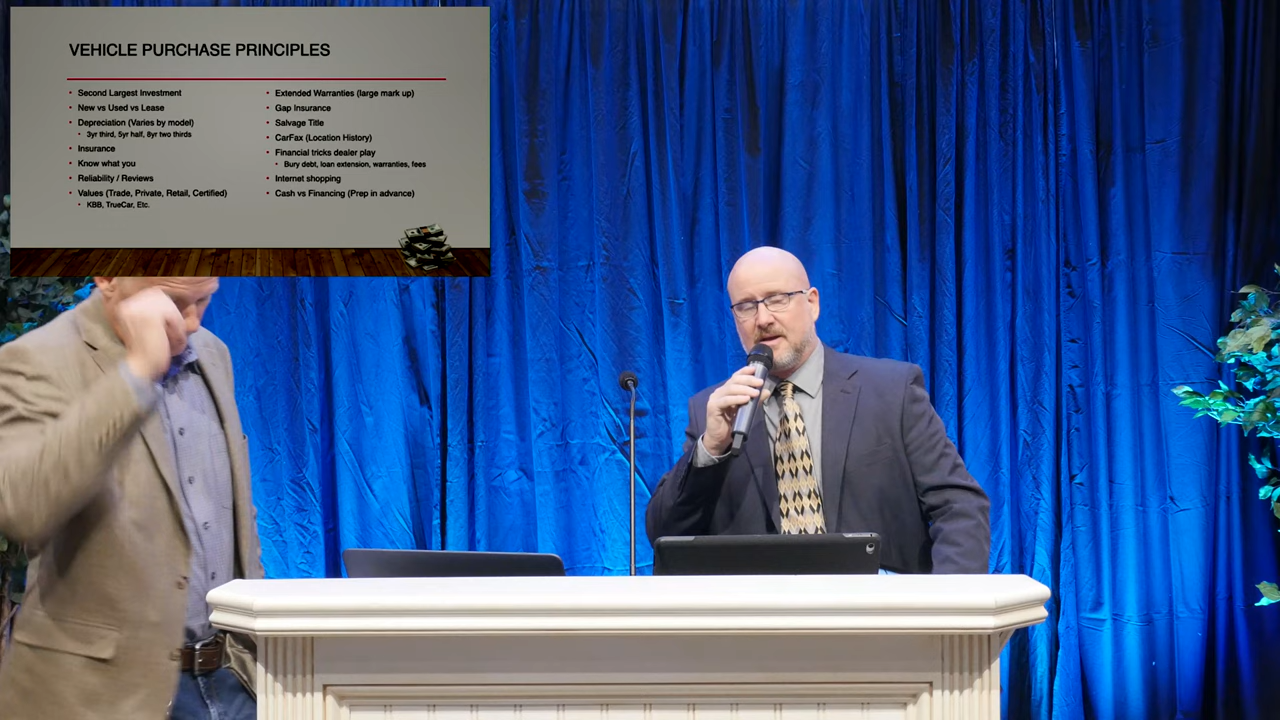 VEHICLE PURCHASE PRINCIPLES
• Second Largest Investment
• New vs Used vs Lease
• Depreciation (Varies by model)
• 3yr third, 5yr half, 8yr two thirds
• Insurance
• Know what you
• Reliability / Reviews
• Values (Trade, Private, Retail, Certified)
• KBB, TrueCar, Etc.
• Extended Warranties (large mark up)
• Gap Insurance
• Salvage Title
• CarFax (Location History)
• Financial tricks dealer play
• Bury debt, loan extension, warranties, fees
• Internet shopping
• Cash vs Financing (Prep in advance)